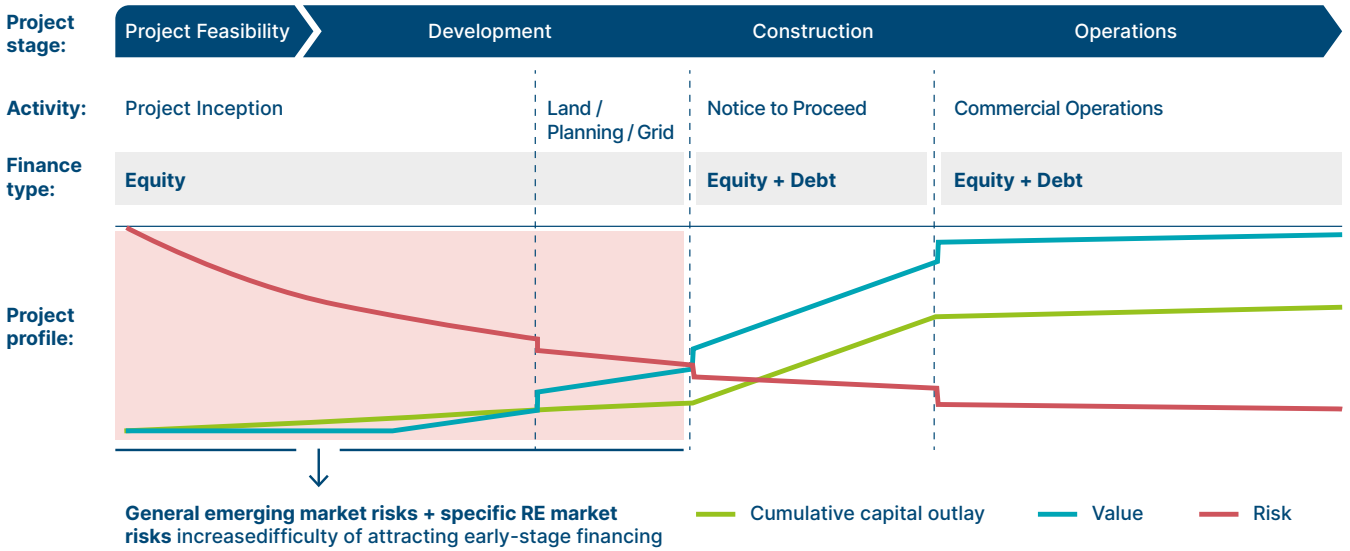 Project
stage:
Project Feasibility
Development
Construction
Operations
Activity:
Project Inception
Land /
Planning / Grid
Notice to Proceed
Commercial Operations
Finance
type:
Equity
Equity + Debt
Equity + Debt
Project
profile:
General emerging market risks + specific RE market
risks increasedifficulty of attracting early-stage financing
Cumulative capital outlay
Value
Risk